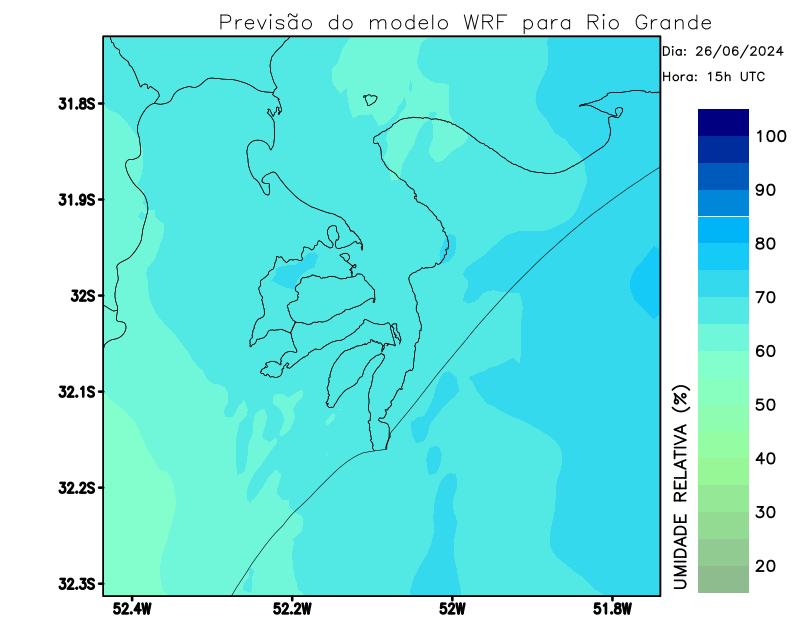 Previsão do modelo WRF para Rio Grande
Dia: 26/06/2024
Hora: 15h UTC
31.8S
31.9S
32S
32.1S
32.2S
32.3S
52.4W
52.2W
52W
51.8W
100
90
80
70
60
50
40
30
20
UMIDADE RELATIVA (%)